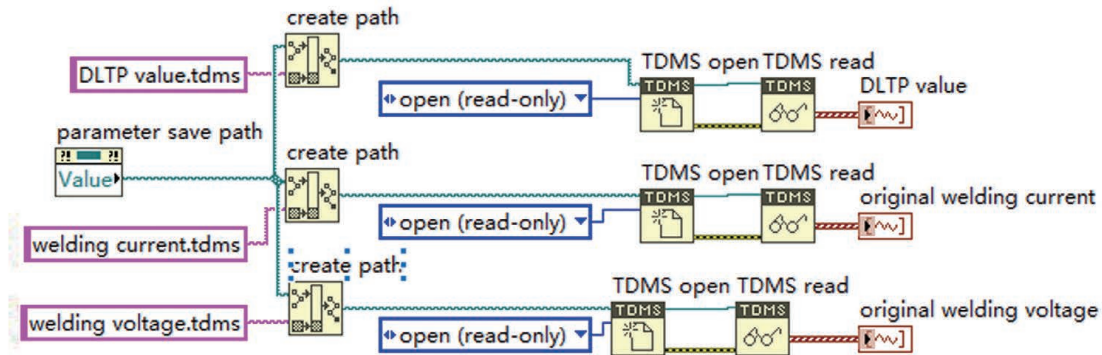 create path
DLTP value.tdms
TDMS open TDMS read
TDMS TDMS
open (read-only)
DLTP value
parameter save path
?! ?!
Value
create path
TDMS open TDMS read
TDMS TDMS
open (read-only)
original welding current
welding current.tdms
create path
TDMS open TDMS read
TDMS TDMS
open (read-only)
original welding voltage
welding voltage.tdms